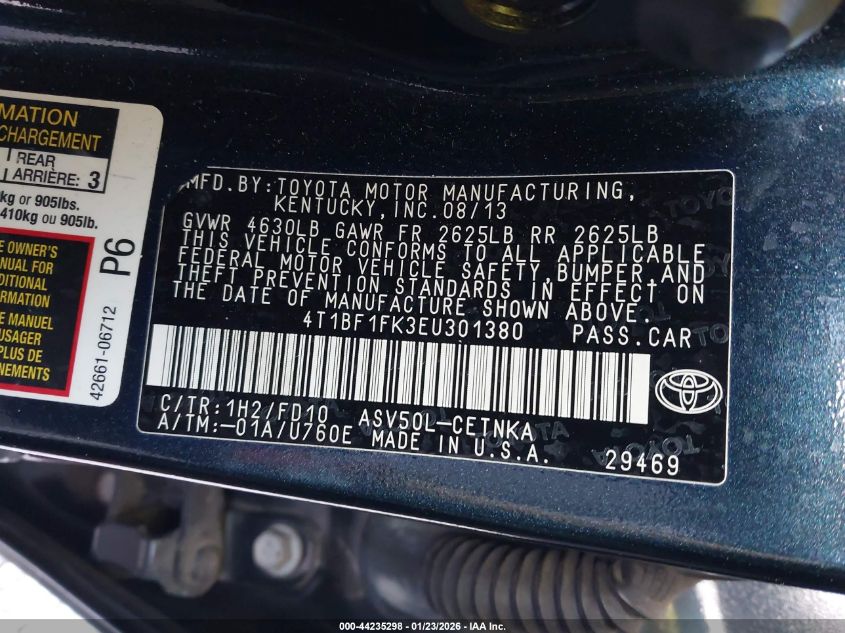 MATION
CHARGEMENT
REAR
ARRIÈRE: 3
kg or 905lbs.
410kg ou 905lb.
E OWNER'S
ANUAL FOR
DITIONAL
FORMATION
E MANUEL
USAGER
PLUS DE
NEMENTS
P6
42661-06712
MFD.BY:TOYOTA MOTOR MANUFACTURING,
KENTUCKY,INC.08/13
GVWR 4630LB GAWR FR 2625LB RR 2625LB
THIS VEHICLE CONFORMS TO ALL APPLICABLE
FEDERAL MOTOR VEHICLE SAFETY,BUMPER,AND
THEFT PREVENTION STANDARDS IN EFFECT ON
THE DATE OF MANUFACTURE SHOWN ABOVE.
4T1BF1FK3EU301380 PASS.CAR
C/TR:1H2/FD10 ASV50L-CETNKA
A/TM:-01A/U760E MADE IN U.S.A.
29469
000-44235298 - 01/23/2026 - IAA Inc.